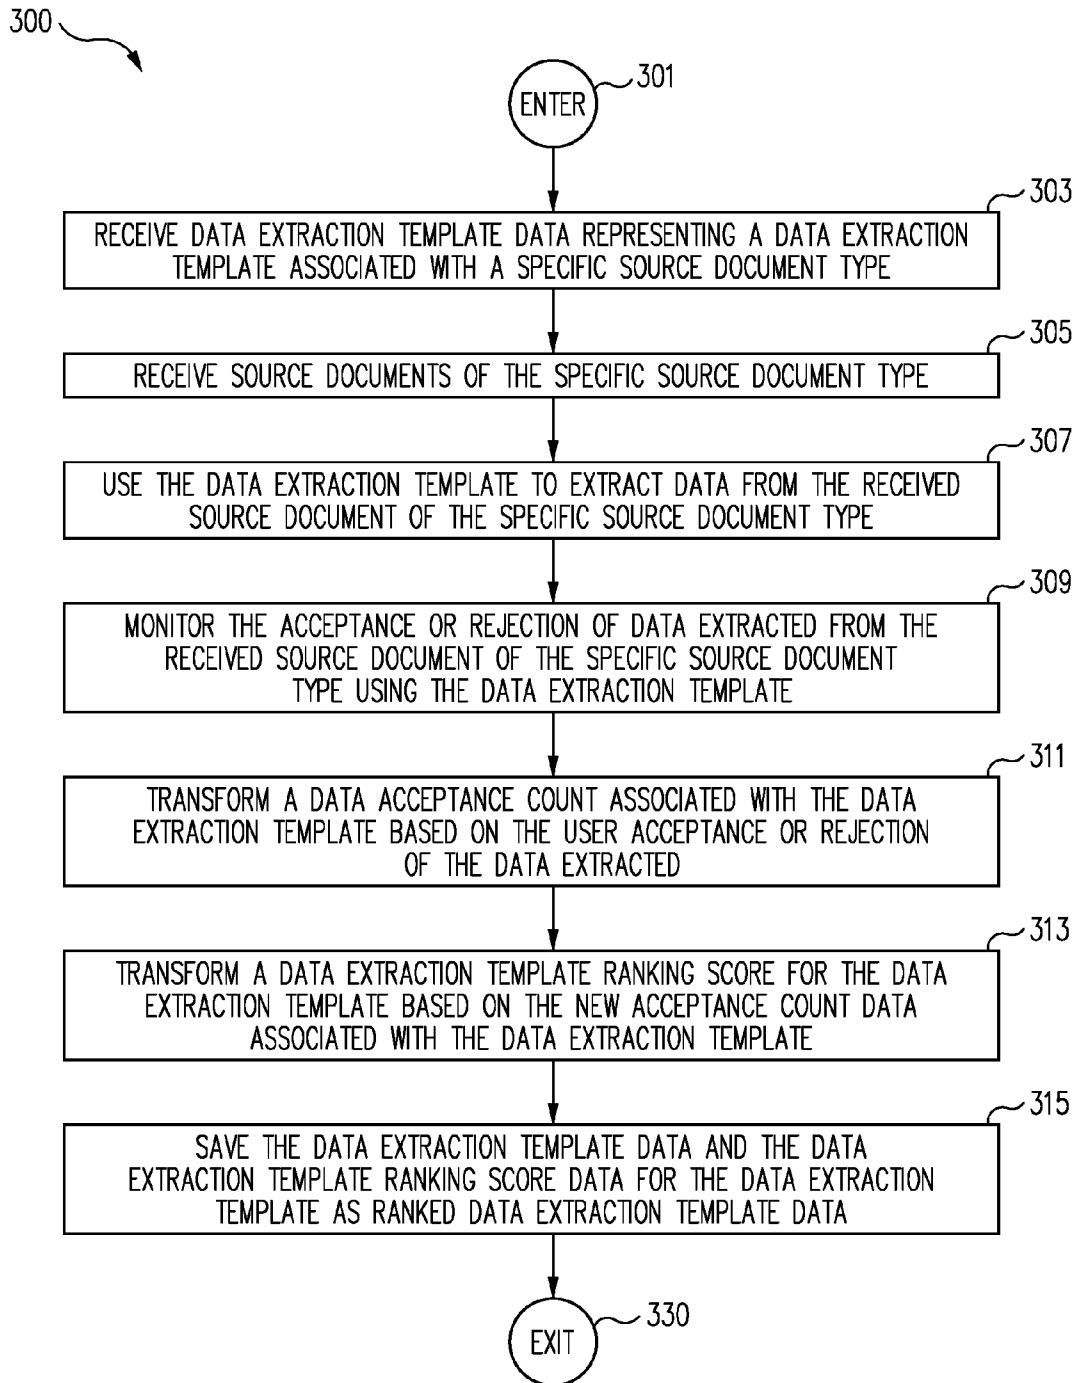 300
ENTER
301
303
RECEIVE DATA EXTRACTION TEMPLATE DATA REPRESENTING A DATA EXTRACTION
TEMPLATE ASSOCIATED WITH A SPECIFIC SOURCE DOCUMENT TYPE
305
RECEIVE SOURCE DOCUMENTS OF THE SPECIFIC SOURCE DOCUMENT TYPE
307
USE THE DATA EXTRACTION TEMPLATE TO EXTRACT DATA FROM THE RECEIVED
SOURCE DOCUMENT OF THE SPECIFIC SOURCE DOCUMENT TYPE
309
MONITOR THE ACCEPTANCE OR REJECTION OF DATA EXTRACTED FROM THE
RECEIVED SOURCE DOCUMENT OF THE SPECIFIC SOURCE DOCUMENT
TYPE USING THE DATA EXTRACTION TEMPLATE
311
TRANSFORM A DATA ACCEPTANCE COUNT ASSOCIATED WITH THE DATA
EXTRACTION TEMPLATE BASED ON THE USER ACCEPTANCE OR REJECTION
OF THE DATA EXTRACTED
313
TRANSFORM A DATA EXTRACTION TEMPLATE RANKING SCORE FOR THE DATA
EXTRACTION TEMPLATE BASED ON THE NEW ACCEPTANCE COUNT DATA
ASSOCIATED WITH THE DATA EXTRACTION TEMPLATE
315
SAVE THE DATA EXTRACTION TEMPLATE DATA AND THE DATA
EXTRACTION TEMPLATE RANKING SCORE DATA FOR THE DATA EXTRACTION
TEMPLATE AS RANKED DATA EXTRACTION TEMPLATE DATA
EXIT
330